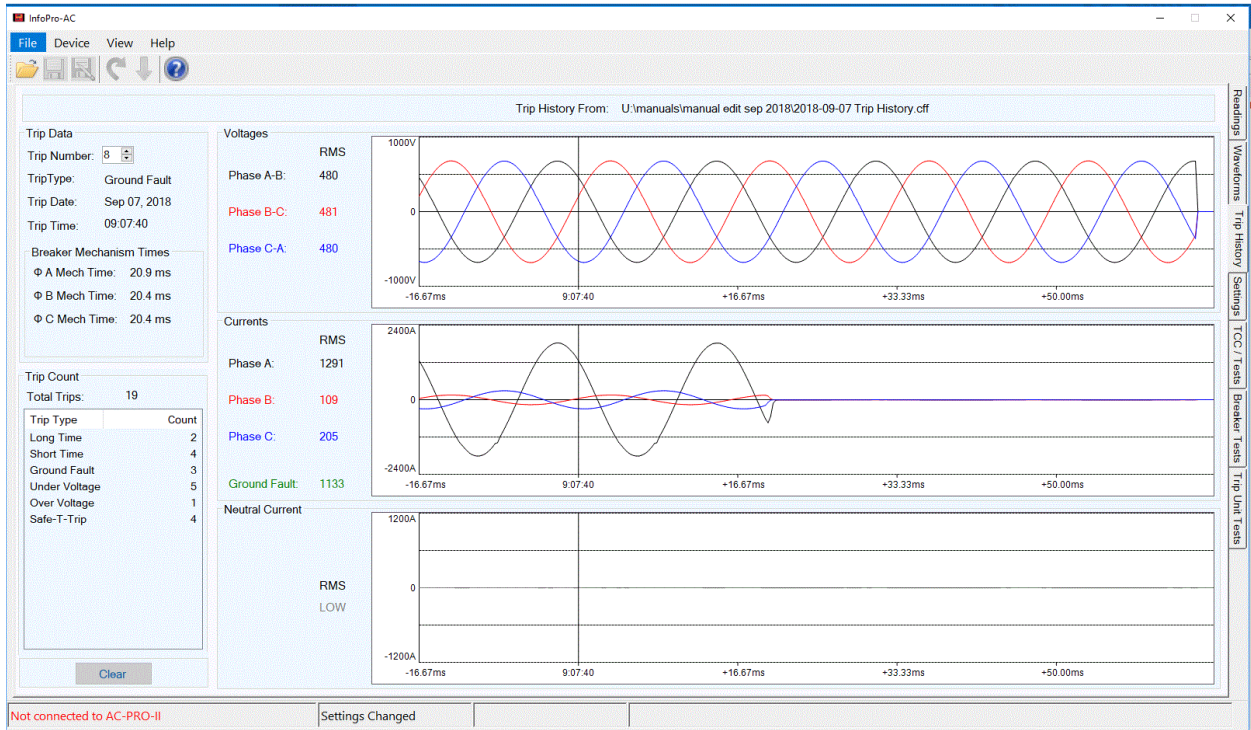 InfoPro-AC
File Device View Help
Trip History From: U:\manuals\manual edit sep 2018\2018-09-07 Trip History.cff
Trip Data
Trip Number: 8
TripType: Ground Fault
Trip Date: Sep 07, 2018
Trip Time: 09:07:40
Breaker Mechanism Times
Φ A Mech Time: 20.9 ms
Φ B Mech Time: 20.4 ms
Φ C Mech Time: 20.4 ms
Trip Count
Total Trips: 19
Trip Type Count
Long Time 2
Short Time 4
Ground Fault 3
Under Voltage 5
Over Voltage 1
Safe-T-Trip 4
Clear
Voltages
RMS
Phase A-B: 480
Phase B-C: 481
Phase C-A: 480
1000V
0
-1000V
-16.67ms 9:07:40 +16.67ms +33.33ms +50.00ms
Currents
RMS
Phase A: 1291
Phase B: 109
Phase C: 205
Ground Fault: 1133
2400A
0
-2400A
-16.67ms 9:07:40 +16.67ms +33.33ms +50.00ms
Neutral Current
RMS
LOW
1200A
0
-1200A
-16.67ms 9:07:40 +16.67ms +33.33ms +50.00ms
Readings
Waveforms
Trip History
Settings
TCC / Tests
Breaker Tests
Trip Unit Tests
Not connected to AC-PRO-II
Settings Changed